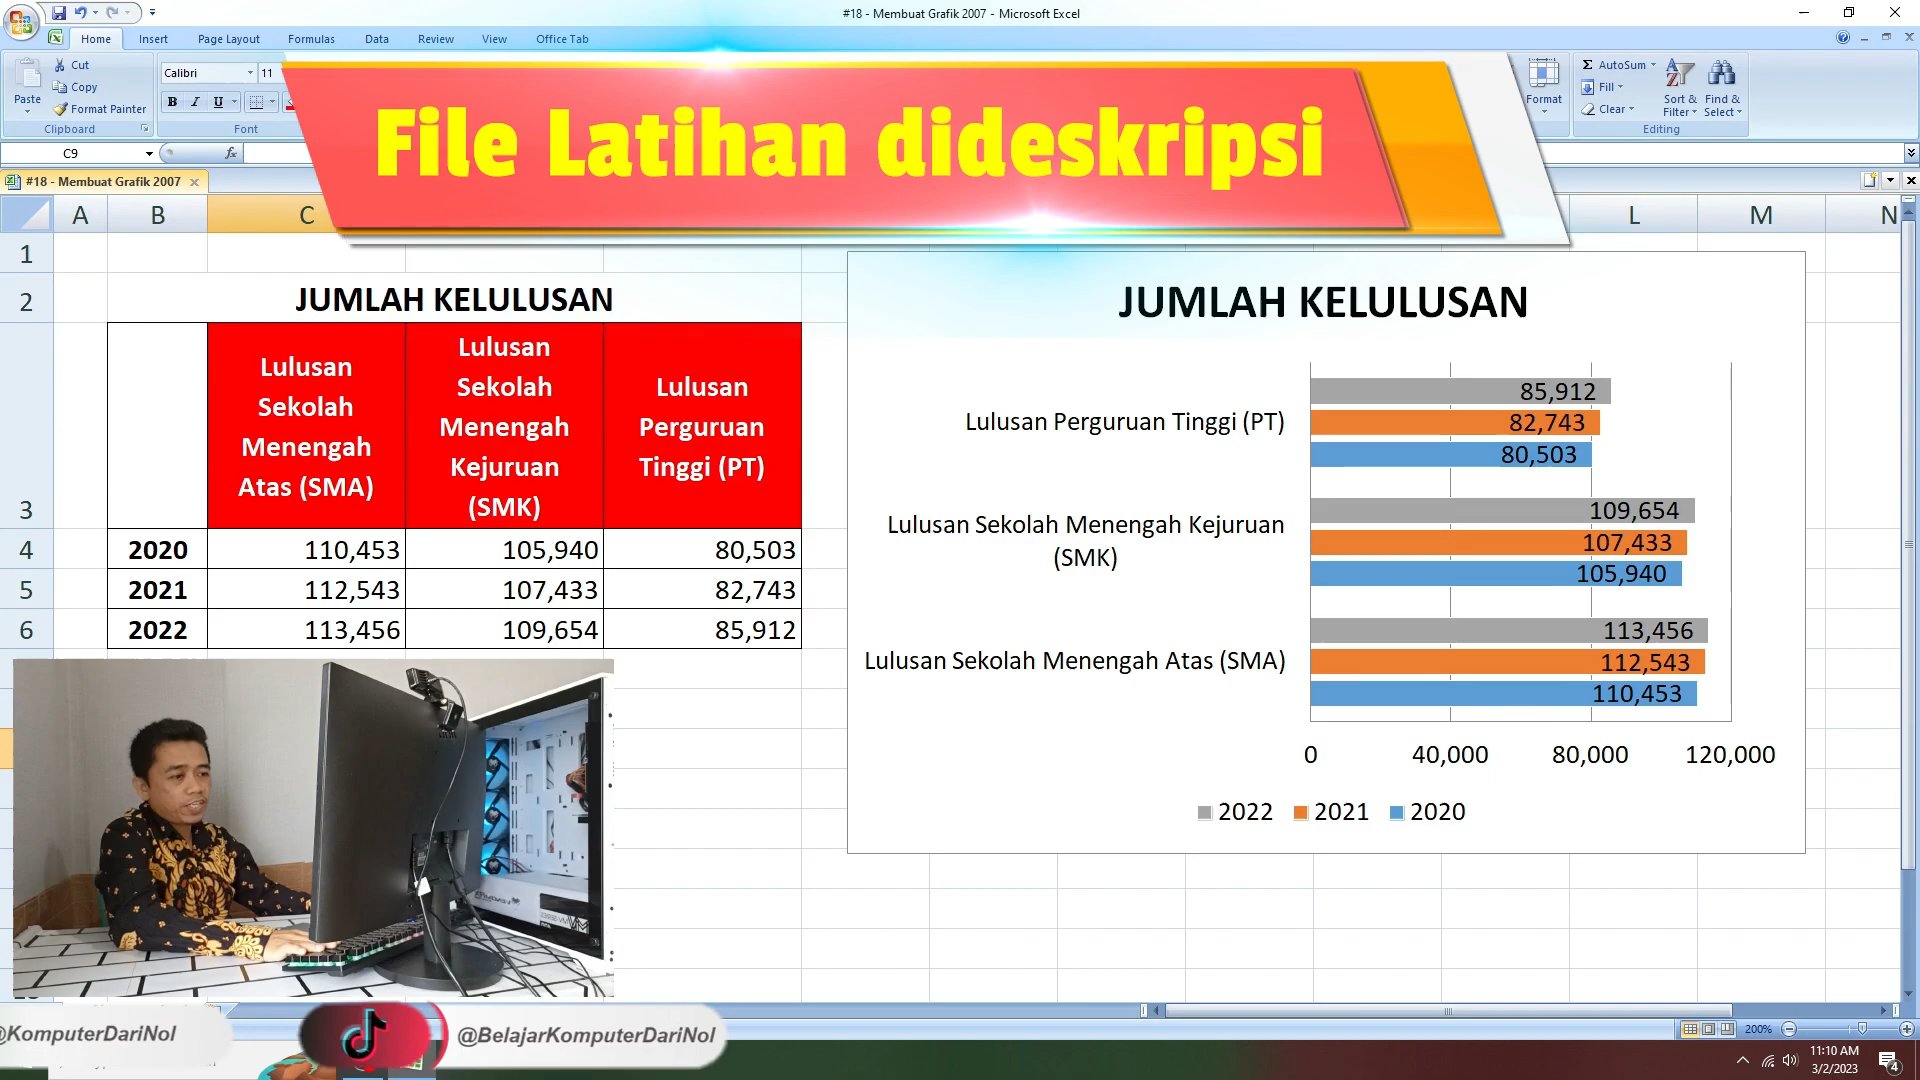 #18 - Membuat Grafik 2007 - Microsoft Excel
Home Insert Page Layout Formulas Data Review View Office Tab
Paste
Cut
Copy
Format Painter
Clipboard
Calibri 11
B I U
Font
File Latihan dideskripsi
Format
AutoSum
Fill
Clear
Sort & Filter
Find & Select
Editing
C9
fx
#18 - Membuat Grafik 2007
A B C L M N
1
2
3
4
5
6
JUMLAH KELULUSAN
Lulusan Sekolah Menengah Atas (SMA)
Lulusan Sekolah Menengah Kejuruan (SMK)
Lulusan Perguruan Tinggi (PT)
2020 110,453 105,940 80,503
2021 112,543 107,433 82,743
2022 113,456 109,654 85,912
JUMLAH KELULUSAN
Lulusan Perguruan Tinggi (PT)
85,912
82,743
80,503
Lulusan Sekolah Menengah Kejuruan
(SMK)
109,654
107,433
105,940
Lulusan Sekolah Menengah Atas (SMA)
113,456
112,543
110,453
0 40,000 80,000 120,000
2022 2021 2020
@KomputerDariNol
@BelajarKomputerDariNol
200%
11:10 AM
3/2/2023
4